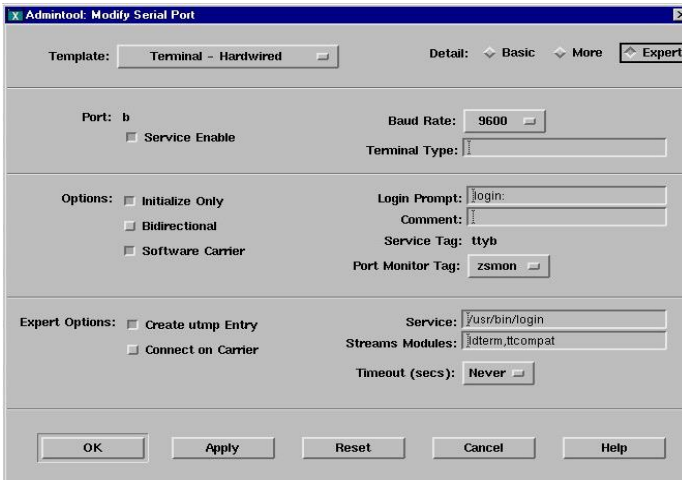 X Admintool: Modify Serial Port
Template: Terminal - Hardwired Detail: Basic More Expert
Port: b Baud Rate: 9600
Service Enable
Terminal Type:
Options: Initialize Only Login Prompt: login:
Bidirectional Comment:
Software Carrier Service Tag: ttyb
Port Monitor Tag: zsmon
Expert Options: Create utmp Entry Service: /usr/bin/login
Connect on Carrier Streams Modules: ldterm,ttcompat
Timeout (secs): Never
OK Apply Reset Cancel Help